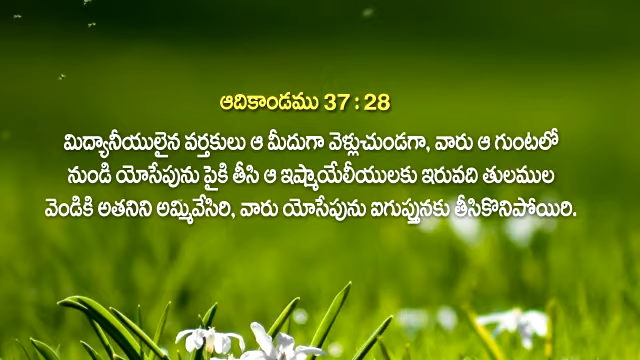 ఆదికాండము 37 : 28
మిద్యానీయులైన వర్తకులు ఆ మీదుగా వెళ్లుచుండగా, వారు ఆ గుంటలో
నుండి యోసేపును పైకి తీసి ఆ ఇష్మాయేలీయులకు ఇరువది తులముల
వెండికి అతనిని అమ్మివేసిరి, వారు యోసేపును ఐగుప్తునకు తీసికొనిపోయిరి.